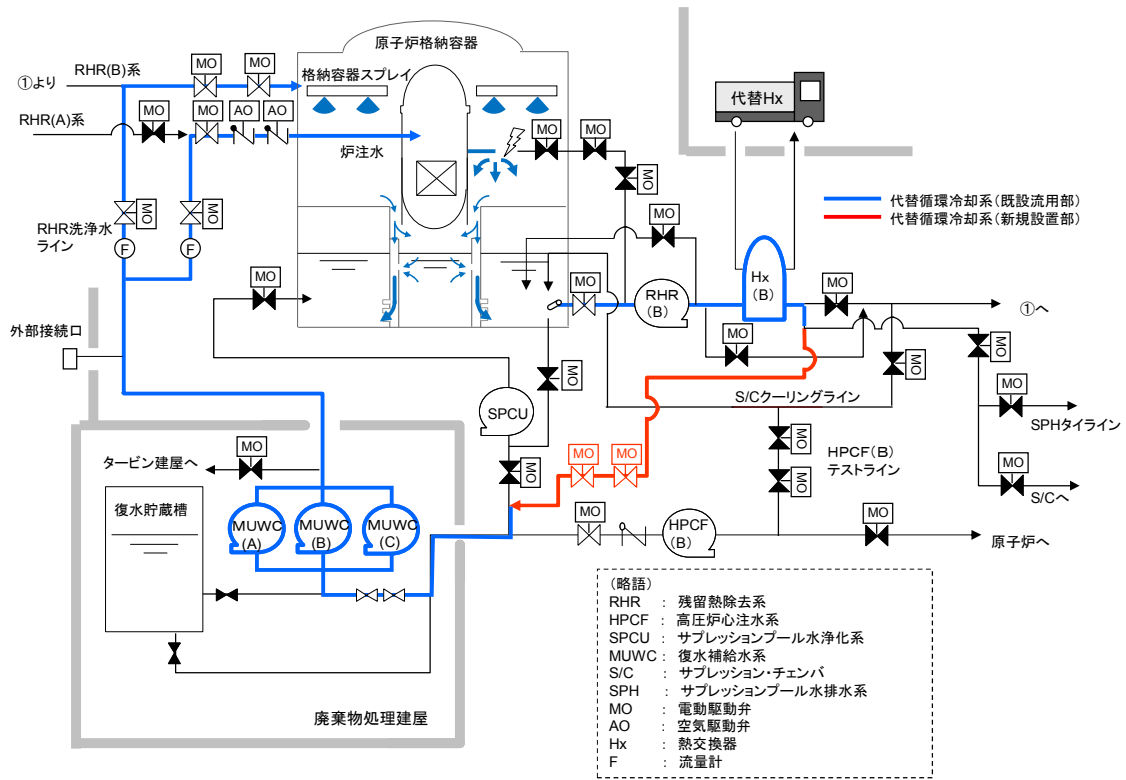 原子炉格納容器
RHR(B)系
MO
MO
①より
格納容器スプレイ
代替Hx
RHR(A)系
MO
MO
AO
AO
炉注水
MO
MO
MO
代替循環冷却系(既設流用部)
代替循環冷却系(新規設置部)
MO
RHR洗浄水
ライン
MO
MO
F
F
MO
MO
RHR
(B)
Hx
(B)
MO
①へ
外部接続口
MO
MO
MO
MO
S/Cクーリングライン
SPCU
MO
SPHタイライン
MO
MO
MO
MO
HPCF(B)
テストライン
MO
MO
S/Cへ
タービン建屋へ
MO
復水貯蔵槽
MUWC
(A)
MUWC
(B)
MUWC
(C)
MO
HPCF
(B)
MO
原子炉へ
廃棄物処理建屋
(略語)
RHR : 残留熱除去系
HPCF : 高圧炉心注水系
SPCU : サプレッションプール水浄化系
MUWC : 復水補給水系
S/C : サプレッション・チェンバ
SPH : サプレッションプール水排水系
MO : 電動駆動弁
AO : 空気駆動弁
Hx : 熱交換器
F : 流量計